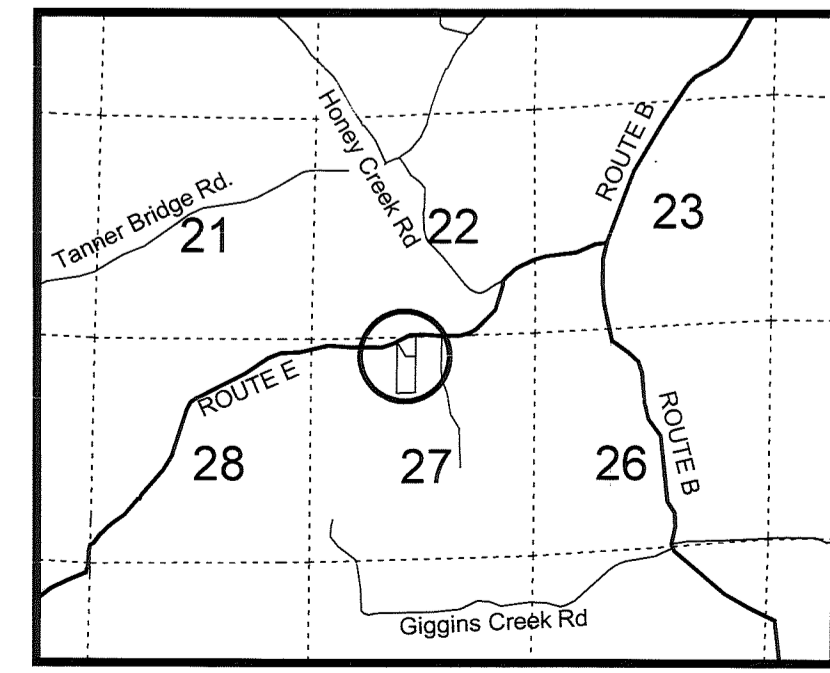 Honey Creek Rd
ROUTE B
23
Tanner Bridge Rd.
21
22
ROUTE E
ROUTE B
28
27
26
Giggins Creek Rd